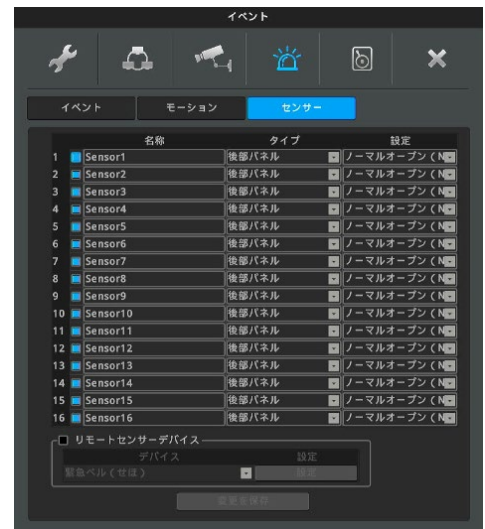 イベント
イベント モーション センサー
名称 タイプ 設定
1 Sensor1 後部パネル ノーマルオープン ( N
2 Sensor2 後部パネル ノーマルオープン ( N
3 Sensor3 後部パネル ノーマルオープン ( N
4 Sensor4 後部パネル ノーマルオープン ( N
5 Sensor5 後部パネル ノーマルオープン ( N
6 Sensor6 後部パネル ノーマルオープン ( N
7 Sensor7 後部パネル ノーマルオープン ( N
8 Sensor8 後部パネル ノーマルオープン ( N
9 Sensor9 後部パネル ノーマルオープン ( N
10 Sensor10 後部パネル ノーマルオープン ( N
11 Sensor11 後部パネル ノーマルオープン ( N
12 Sensor12 後部パネル ノーマルオープン ( N
13 Sensor13 後部パネル ノーマルオープン ( N
14 Sensor14 後部パネル ノーマルオープン ( N
15 Sensor15 後部パネル ノーマルオープン ( N
16 Sensor16 後部パネル ノーマルオープン ( N
リモートセンサーデバイス
デバイス 設定
緊急ベル ( せほ ) 設定
変更を保存